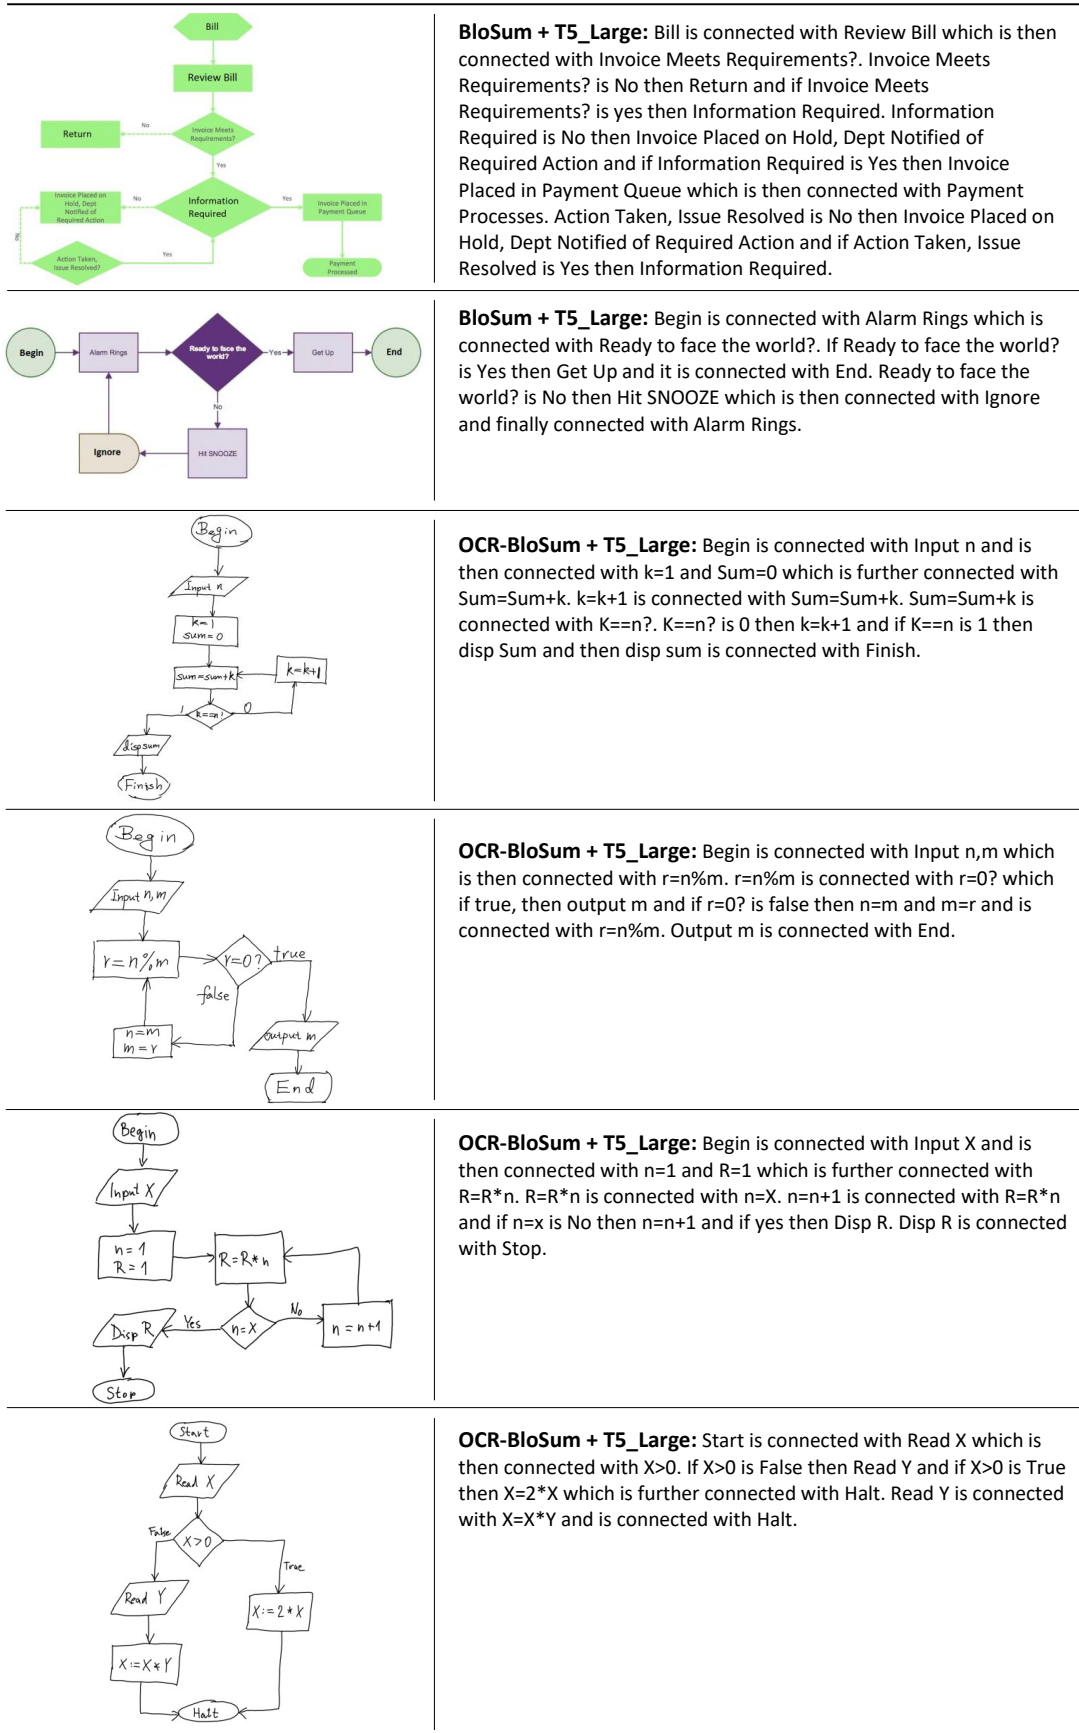 Bill
Review Bill
Invoice Meets
Requirements?
No
Return
Yes
Information
Required
No
Invoice Placed on
Hold, Dept
Notified of
Required Action
Yes
Invoice Placed in
Payment Queue
No
Action Taken,
Issue Resolved?
Yes
Payment
Processed
BloSum + T5_Large: Bill is connected with Review Bill which is then
connected with Invoice Meets Requirements?. Invoice Meets
Requirements? is No then Return and if Invoice Meets
Requirements? is yes then Information Required. Information
Required is No then Invoice Placed on Hold, Dept Notified of
Required Action and if Information Required is Yes then Invoice
Placed in Payment Queue which is then connected with Payment
Processes. Action Taken, Issue Resolved is No then Invoice Placed on
Hold, Dept Notified of Required Action and if Action Taken, Issue
Resolved is Yes then Information Required.
Begin
Alarm Rings
Ready to face the
world?
Yes
Get Up
End
No
Hit SNOOZE
Ignore
BloSum + T5_Large: Begin is connected with Alarm Rings which is
connected with Ready to face the world?. If Ready to face the world?
is Yes then Get Up and it is connected with End. Ready to face the
world? is No then Hit SNOOZE which is then connected with Ignore
and finally connected with Alarm Rings.
Begin
Input n
k=1
sum=0
sum=sum+k
k=k+1
k==n?
1
0
disp sum
Finish
OCR-BloSum + T5_Large: Begin is connected with Input n and is
then connected with k=1 and Sum=0 which is further connected with
Sum=Sum+k. k=k+1 is connected with Sum=Sum+k. Sum=Sum+k is
connected with K==n?. K==n? is 0 then k=k+1 and if K==n is 1 then
disp Sum and then disp sum is connected with Finish.
Begin
Input n,m
r=n%m
r=0?
true
false
n=m
m=r
output m
End
OCR-BloSum + T5_Large: Begin is connected with Input n,m which
is then connected with r=n%m. r=n%m is connected with r=0? which
if true, then output m and if r=0? is false then n=m and m=r and is
connected with r=n%m. Output m is connected with End.
Begin
Input X
n=1
R=1
R=R*n
n=X
Yes
No
n=n+1
Disp R
Stop
OCR-BloSum + T5_Large: Begin is connected with Input X and is
then connected with n=1 and R=1 which is further connected with
R=R*n. R=R*n is connected with n=X. n=n+1 is connected with R=R*n
and if n=x is No then n=n+1 and if yes then Disp R. Disp R is connected
with Stop.
Start
Read X
X>0
False
True
Read Y
X:=2*X
X:=X*Y
Halt
OCR-BloSum + T5_Large: Start is connected with Read X which is
then connected with X>0. If X>0 is False then Read Y and if X>0 is True
then X=2*X which is further connected with Halt. Read Y is connected
with X=X*Y and is connected with Halt.